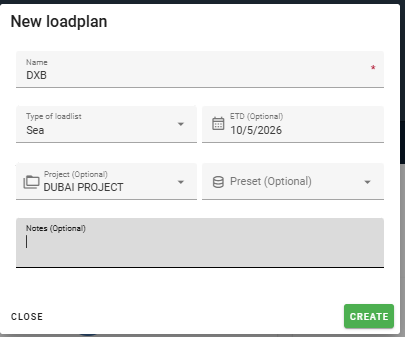 New loadplan
Name
DXB
*
Type of loadlist
Sea
ETD (Optional)
10/5/2026
Project (Optional)
DUBAI PROJECT
Preset (Optional)
Notes (Optional)
CLOSE
CREATE